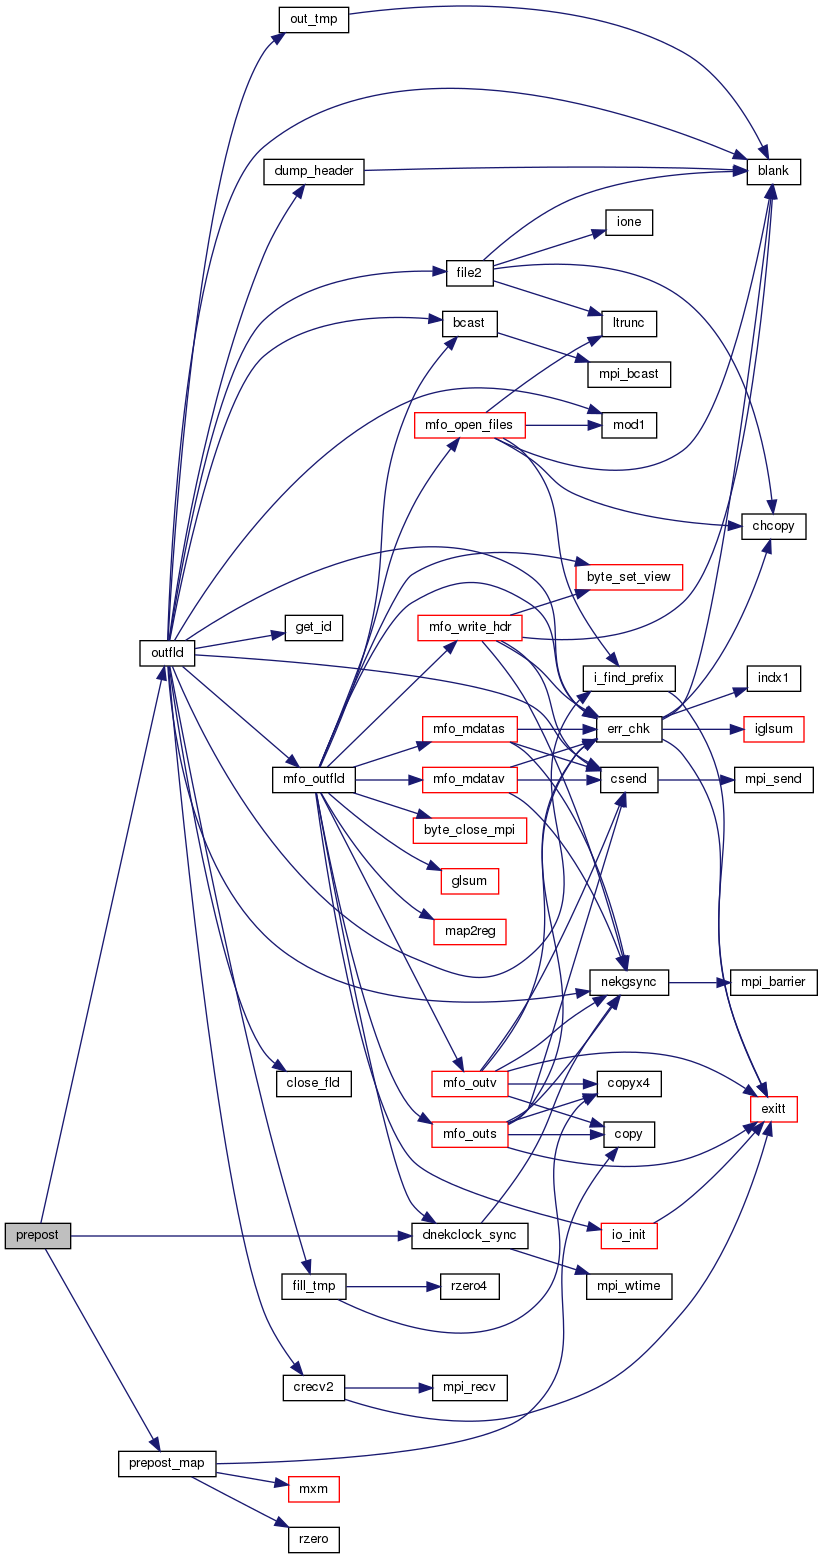 out_tmp
blank
dump_header
ione
file2
ltrunc
bcast
mpi_bcast
mfo_open_files
mod1
chcopy
byte_set_view
get_id
mfo_write_hdr
outfld
i_find_prefix
indx1
mfo_mdatas
err_chk
iglsum
mfo_outfld
mfo_mdatav
csend
mpi_send
byte_close_mpi
glsum
map2reg
nekgsync
mpi_barrier
close_fld
mfo_outv
copyx4
exitt
mfo_outs
copy
prepost
dnekclock_sync
io_init
fill_tmp
rzero4
mpi_wtime
crecv2
mpi_recv
prepost_map
mxm
rzero